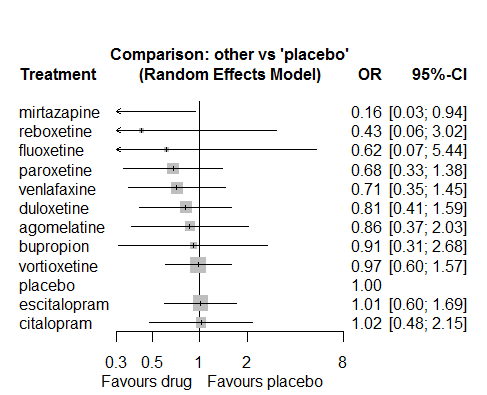 Comparison: other vs 'placebo'
Treatment (Random Effects Model) OR 95%-CI
mirtazapine 0.16 [0.03; 0.94]
reboxetine 0.43 [0.06; 3.02]
fluoxetine 0.62 [0.07; 5.44]
paroxetine 0.68 [0.33; 1.38]
venlafaxine 0.71 [0.35; 1.45]
duloxetine 0.81 [0.41; 1.59]
agomelatine 0.86 [0.37; 2.03]
bupropion 0.91 [0.31; 2.68]
vortioxetine 0.97 [0.60; 1.57]
placebo 1.00
escitalopram 1.01 [0.60; 1.69]
citalopram 1.02 [0.48; 2.15]
0.3 0.5 1 2 8
Favours drug Favours placebo